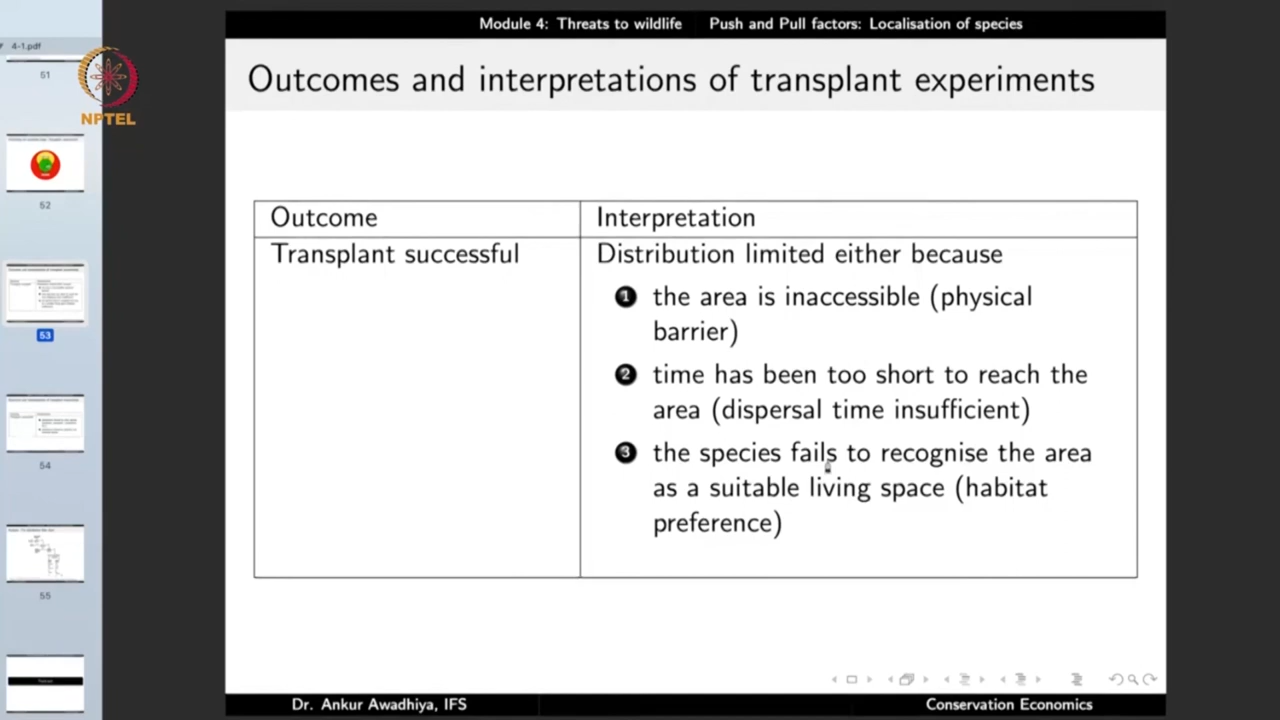 Module 4: Threats to wildlife Push and Pull factors: Localisation of species
4-1.pdf
51
NPTEL
52
53
54
55
Outcomes and interpretations of transplant experiments
Outcome Interpretation
Transplant successful Distribution limited either because
1 the area is inaccessible (physical
barrier)
2 time has been too short to reach the
area (dispersal time insufficient)
3 the species fails to recognise the area
as a suitable living space (habitat
preference)
Dr. Ankur Awadhiya, IFS Conservation Economics